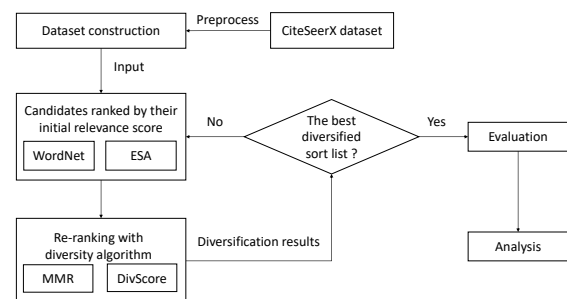 Dataset construction
Preprocess
CiteSeerX dataset
Input
Candidates ranked by their
initial relevance score
WordNet
ESA
No
The best
diversified
sort list ?
Yes
Evaluation
Re-ranking with
diversity algorithm
MMR
DivScore
Diversification results
Analysis